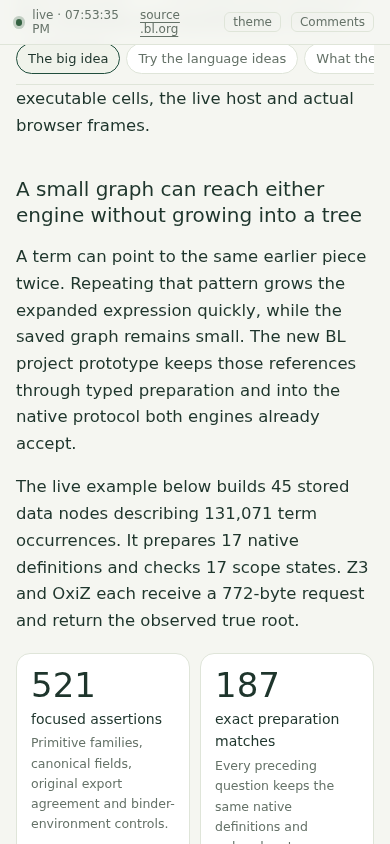 live · 07:53:35 PM
source .bl.org
theme
Comments
The big idea
Try the language ideas
What the
executable cells, the live host and actual
browser frames.
A small graph can reach either
engine without growing into a tree
A term can point to the same earlier piece
twice. Repeating that pattern grows the
expanded expression quickly, while the
saved graph remains small. The new BL
project prototype keeps those references
through typed preparation and into the
native protocol both engines already
accept.
The live example below builds 45 stored
data nodes describing 131,071 term
occurrences. It prepares 17 native
definitions and checks 17 scope states. Z3
and OxiZ each receive a 772-byte request
and return the observed true root.
521
focused assertions
Primitive families,
canonical fields,
original export
agreement and binder-
environment controls.
187
exact preparation
matches
Every preceding
question keeps the
same native
definitions and